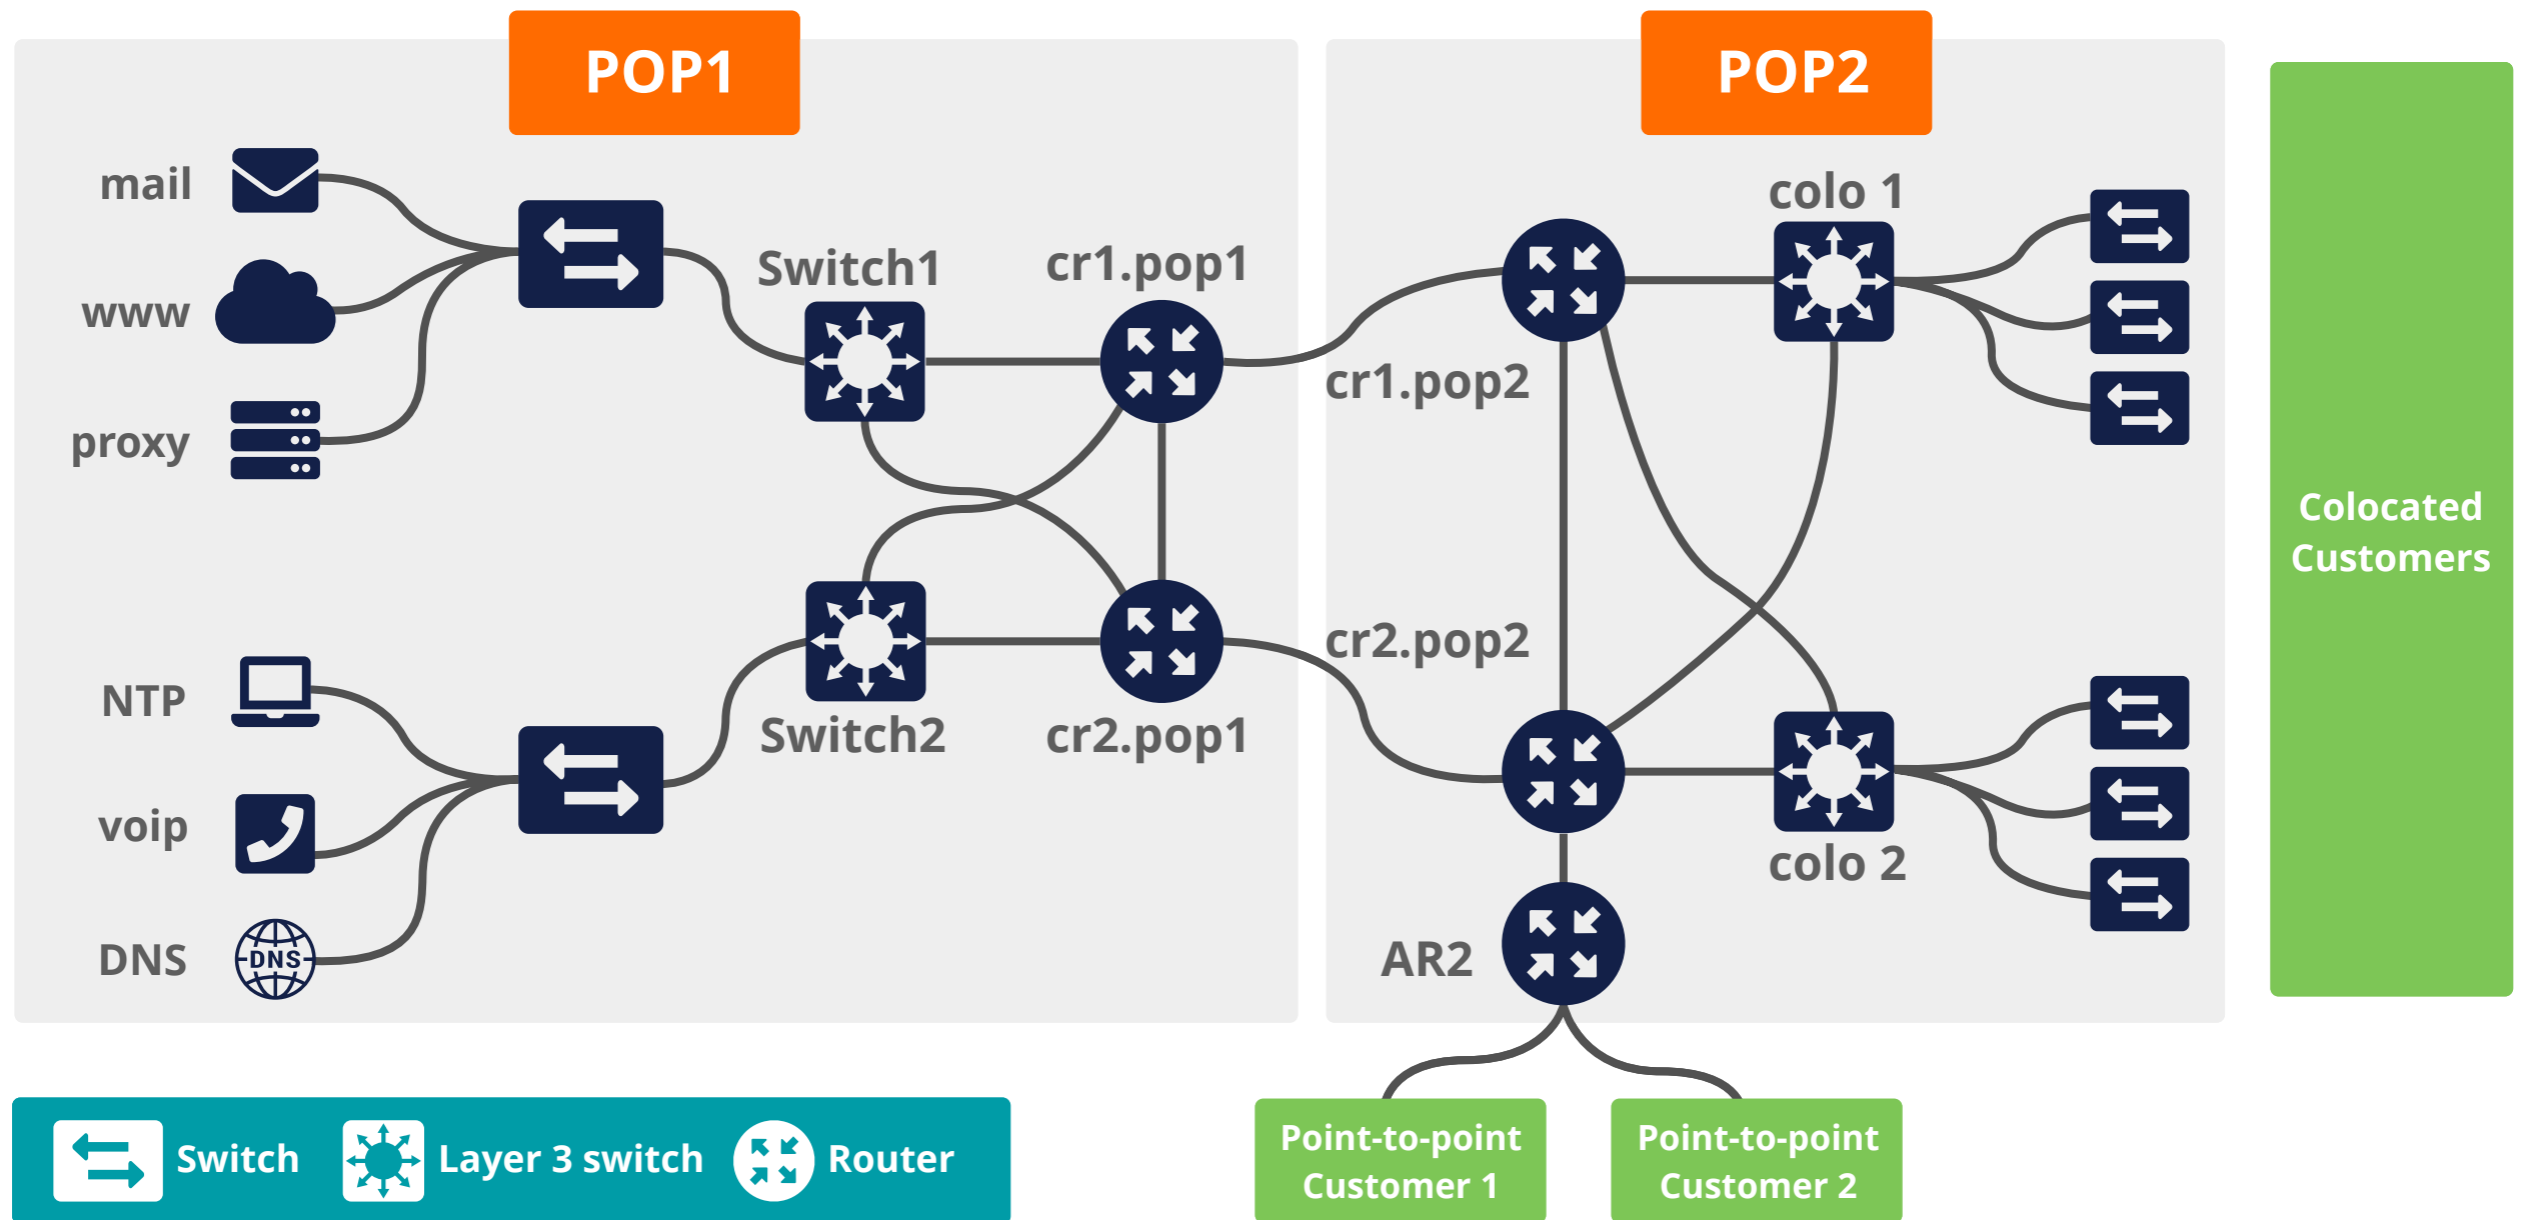 POP1
POP2
mail
www
proxy
Switch1
cr1.pop1
NTP
voip
DNS
DNS
Switch2
cr2.pop1
cr1.pop2
cr2.pop2
colo 1
colo 2
AR2
Colocated
Customers
Point-to-point
Customer 1
Point-to-point
Customer 2
Switch
Layer 3 switch
Router